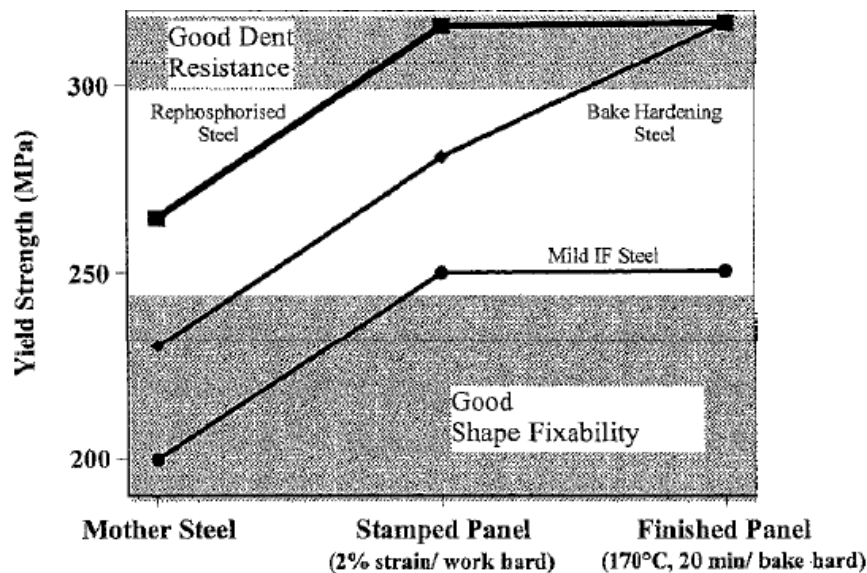 Good Dent
Resistance
300
Rephosphorised
Steel
Bake Hardening
Steel
Yield Strength (MPa)
Mild IF Steel
250
Good
Shape Fixability
200
Mother Steel
Stamped Panel
Finished Panel
(2% strain/ work hard)
(170°C, 20 min/ bake hard)